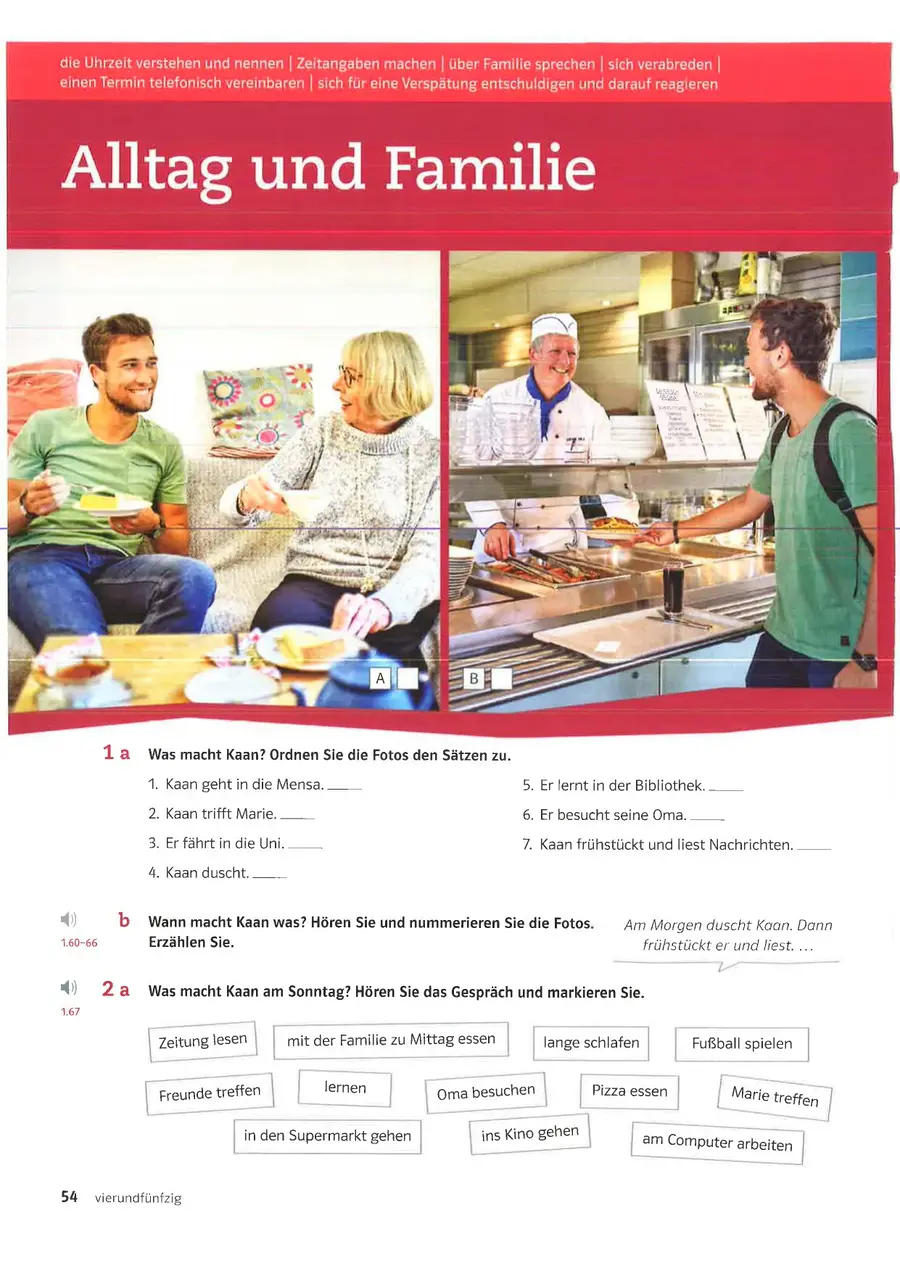 die Uhrzeit verstehen und nennen | Zeitangaben machen | über Familie sprechen | sich verabreden |
einen Termin telefonisch vereinbaren | sich für eine Verspätung entschuldigen und darauf reagieren
Alltag und Familie
A
B
1 a Was macht Kaan? Ordnen Sie die Fotos den Sätzen zu.
1. Kaan geht in die Mensa. ____
2. Kaan trifft Marie. ____
3. Er fährt in die Uni. ____
4. Kaan duscht. ____
5. Er lernt in der Bibliothek. ____
6. Er besucht seine Oma. ____
7. Kaan frühstückt und liest Nachrichten. ____
b Wann macht Kaan was? Hören Sie und nummerieren Sie die Fotos.
1.60–66 Erzählen Sie.
Am Morgen duscht Kaan. Dann
frühstückt er und liest. ...
2 a Was macht Kaan am Sonntag? Hören Sie das Gespräch und markieren Sie.
1.67
Zeitung lesen
mit der Familie zu Mittag essen
lange schlafen
Fußball spielen
Freunde treffen
lernen
Oma besuchen
Pizza essen
Marie treffen
in den Supermarkt gehen
ins Kino gehen
am Computer arbeiten
54 vierundfünfzig